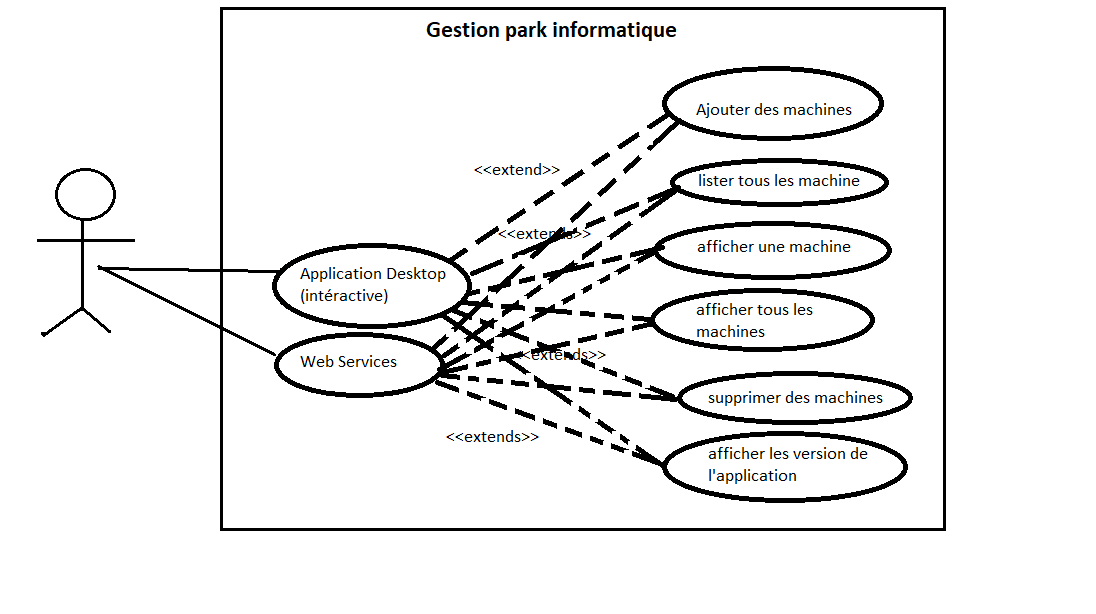 Gestion park informatique
Ajouter des machines
<<extend>>
lister tous les machine
<<extends>>
afficher une machine
Application Desktop
(intéractive)
afficher tous les
machines
<<extends>>
Web Services
supprimer des machines
<<extends>>
afficher les version de
l'application